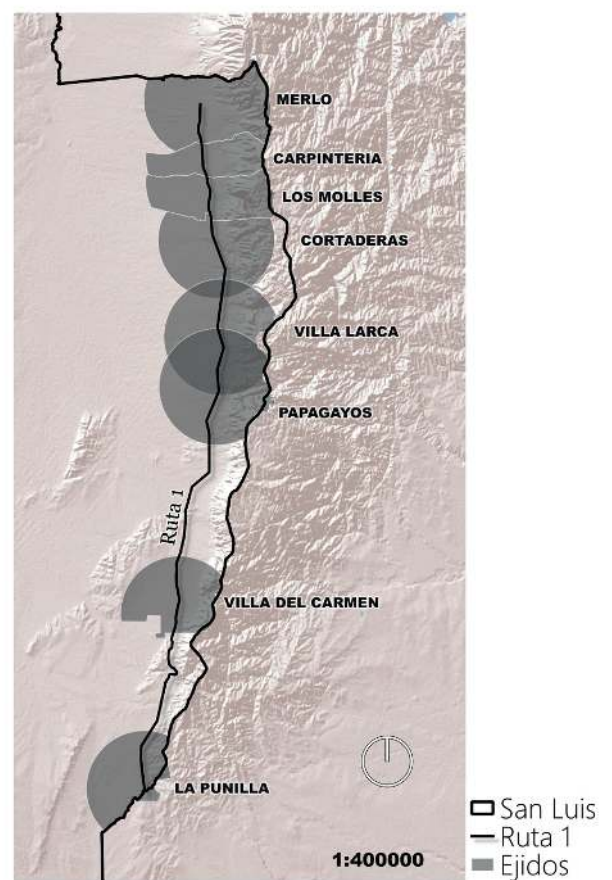 MERLO
CARPINTERIA
LOS MOLLES
CORTADERAS
VILLA LARCA
PAPAGAYOS
Ruta 1
VILLA DEL CARMEN
LA PUNILLA
1:400000
San Luis
Ruta 1
Ejidos